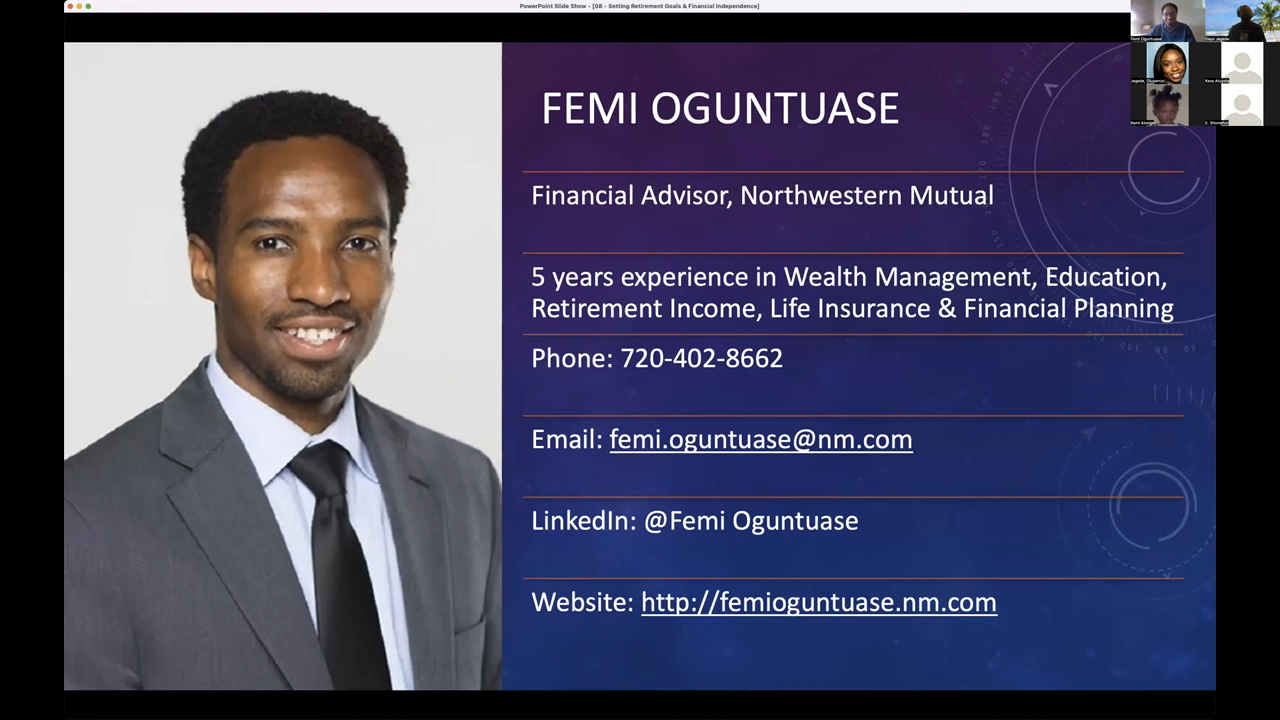 PowerPoint Slide Show - [08 - Setting Retirement Goals & Financial Independence]
Femi Oguntuase
FEMI OGUNTUASE
Financial Advisor, Northwestern Mutual
5 years experience in Wealth Management, Education,
Retirement Income, Life Insurance & Financial Planning
Phone: 720-402-8662
Email: femi.oguntuase@nm.com
LinkedIn: @Femi Oguntuase
Website: http://femioguntuase.nm.com